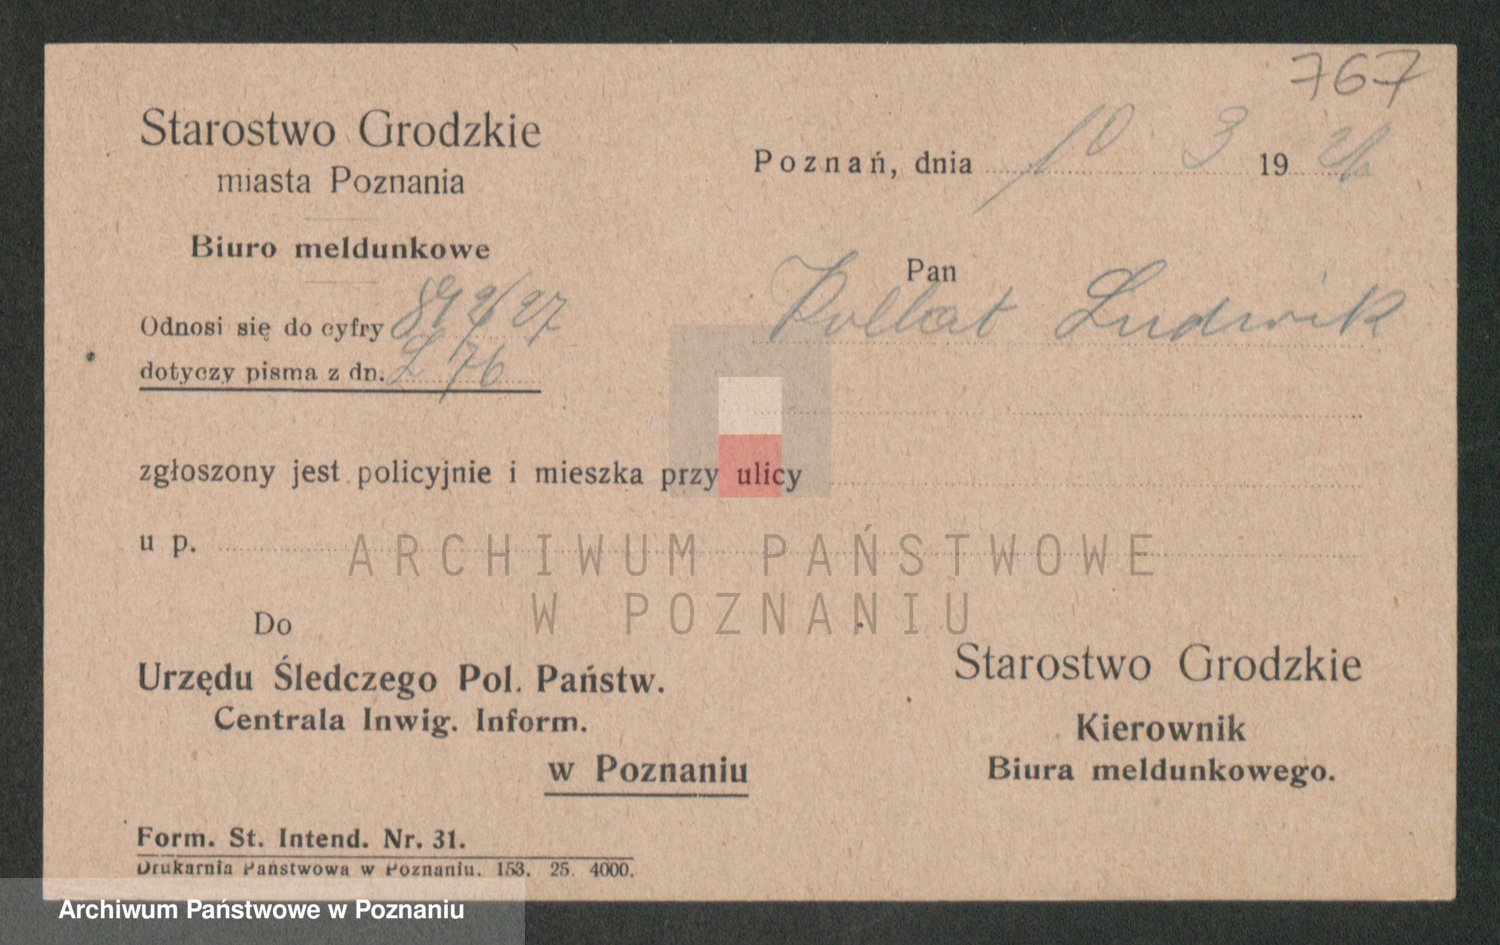 767
Starostwo Grodzkie
miasta Poznania
Biuro meldunkowe
Poznań, dnia 10 3 19
Pan
Ludwik
Odnosi się do cyfry
dotyczy pisma z dn. L 76
zgłoszony jest policyjnie i mieszka przy ulicy
u p.
ARCHIWUM PAŃSTWOWE
W POZNANIU
Do
Urzędu Śledczego Pol. Państw.
Centrala Inwig. Inform.
w Poznaniu
Starostwo Grodzkie
Kierownik
Biura meldunkowego.
Form. St. Intend. Nr. 31.
Drukarnia Państwowa w Poznaniu. 153. 25. 4000.
Archiwum Państwowe w Poznaniu